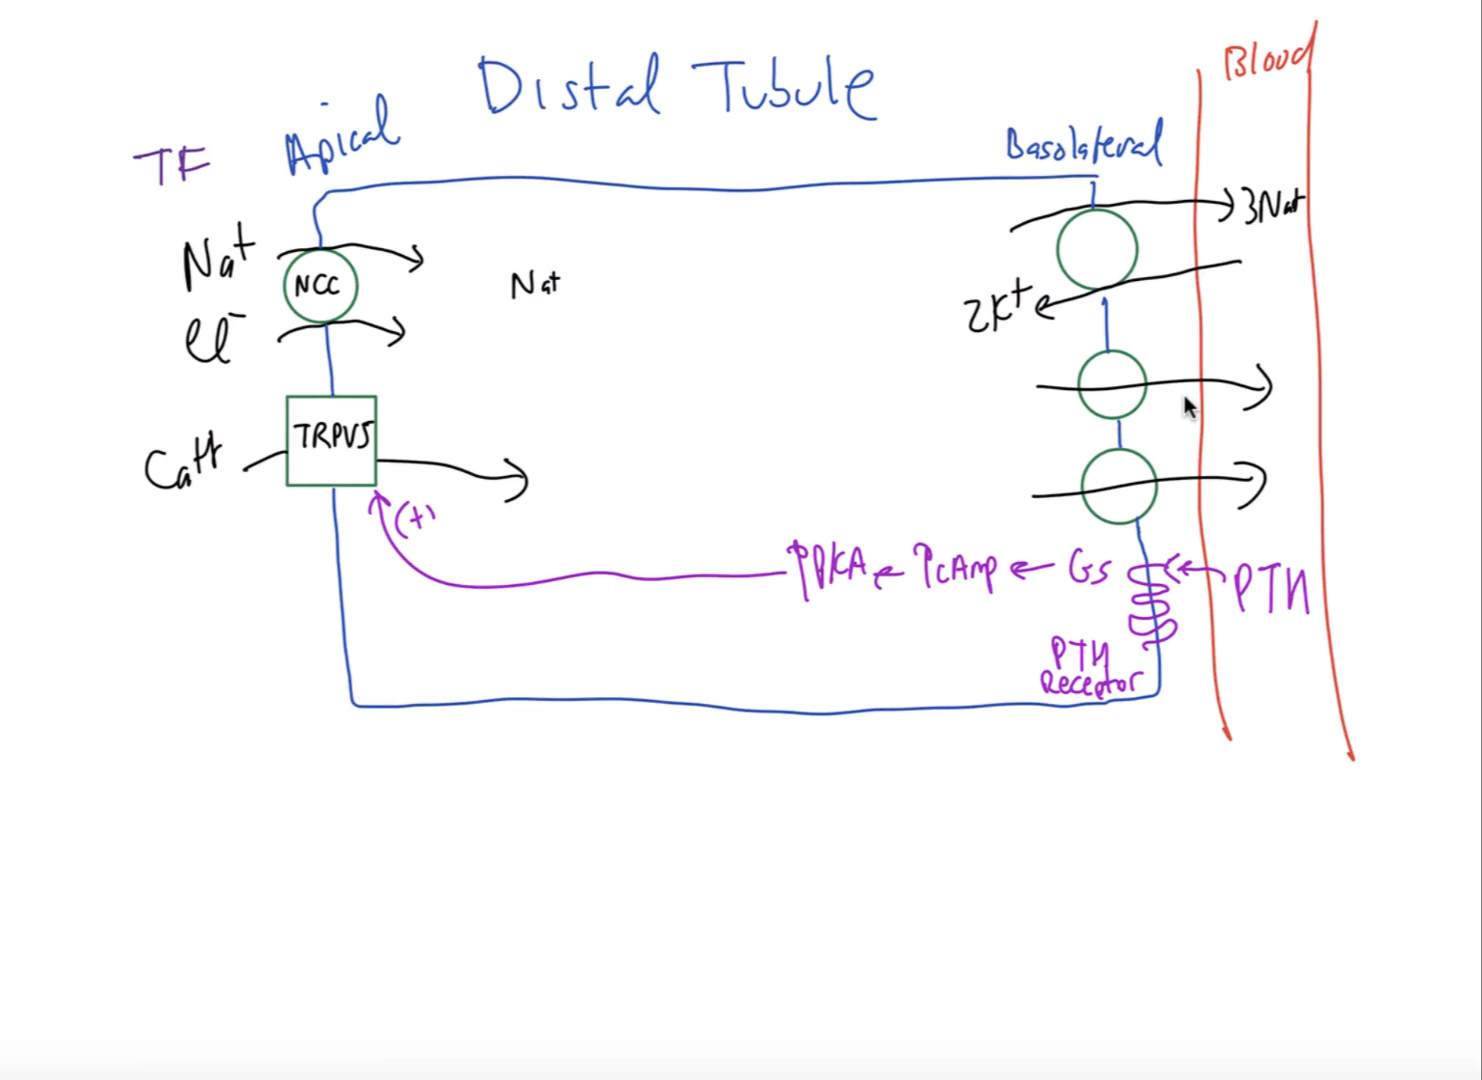 Distal Tubule
Blood
TF
Apical
Basolateral
Na+
NCC
Na+
3Na+
Cl-
2K+
TRPV5
Ca++
(+)
↑PKA ← ↑cAmp ← Gs
PTH
PTH
Receptor